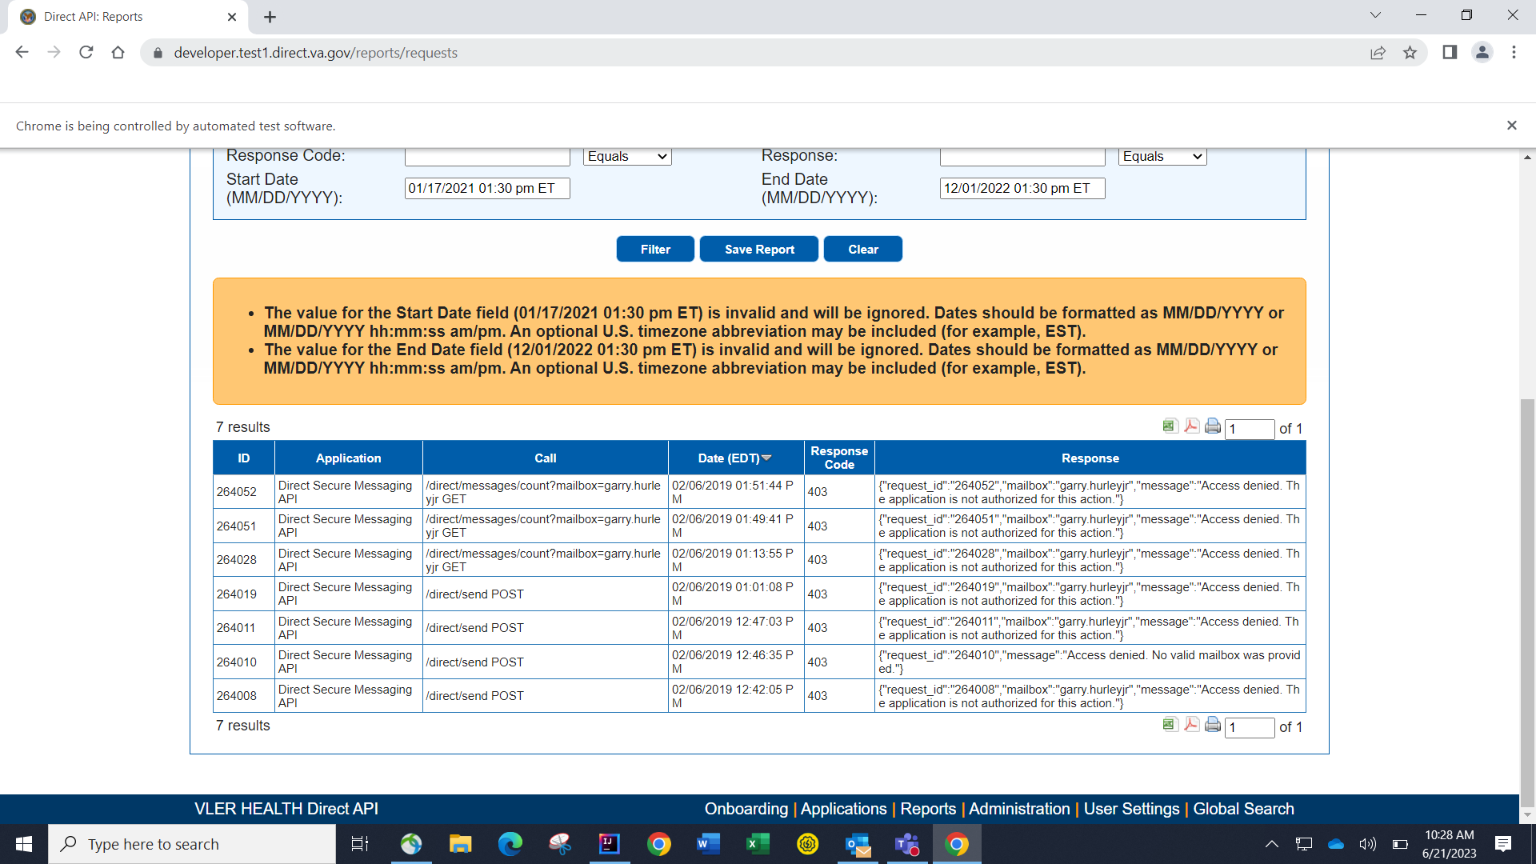 Direct API: Reports
developer.test1.direct.va.gov/reports/requests
Chrome is being controlled by automated test software.
Response Code: Equals Response: Equals
Start Date
(MM/DD/YYYY): 01/17/2021 01:30 pm ET
End Date
(MM/DD/YYYY): 12/01/2022 01:30 pm ET
Filter Save Report Clear
• The value for the Start Date field (01/17/2021 01:30 pm ET) is invalid and will be ignored. Dates should be formatted as MM/DD/YYYY or
MM/DD/YYYY hh:mm:ss am/pm. An optional U.S. timezone abbreviation may be included (for example, EST).
• The value for the End Date field (12/01/2022 01:30 pm ET) is invalid and will be ignored. Dates should be formatted as MM/DD/YYYY or
MM/DD/YYYY hh:mm:ss am/pm. An optional U.S. timezone abbreviation may be included (for example, EST).
7 results 1 of 1
ID Application Call Date (EDT) Response Code Response
264052 Direct Secure Messaging API /direct/messages/count?mailbox=garry.hurleyjr GET 02/06/2019 01:51:44 PM 403 {"request_id":"264052","mailbox":"garry.hurleyjr","message":"Access denied. The application is not authorized for this action."}
264051 Direct Secure Messaging API /direct/messages/count?mailbox=garry.hurleyjr GET 02/06/2019 01:49:41 PM 403 {"request_id":"264051","mailbox":"garry.hurleyjr","message":"Access denied. The application is not authorized for this action."}
264028 Direct Secure Messaging API /direct/messages/count?mailbox=garry.hurleyjr GET 02/06/2019 01:13:55 PM 403 {"request_id":"264028","mailbox":"garry.hurleyjr","message":"Access denied. The application is not authorized for this action."}
264019 Direct Secure Messaging API /direct/send POST 02/06/2019 01:01:08 PM 403 {"request_id":"264019","mailbox":"garry.hurleyjr","message":"Access denied. The application is not authorized for this action."}
264011 Direct Secure Messaging API /direct/send POST 02/06/2019 12:47:03 PM 403 {"request_id":"264011","mailbox":"garry.hurleyjr","message":"Access denied. The application is not authorized for this action."}
264010 Direct Secure Messaging API /direct/send POST 02/06/2019 12:46:35 PM 403 {"request_id":"264010","message":"Access denied. No valid mailbox was provided."}
264008 Direct Secure Messaging API /direct/send POST 02/06/2019 12:42:05 PM 403 {"request_id":"264008","mailbox":"garry.hurleyjr","message":"Access denied. The application is not authorized for this action."}
7 results 1 of 1
VLER HEALTH Direct API Onboarding | Applications | Reports | Administration | User Settings | Global Search
Type here to search
10:28 AM
6/21/2023